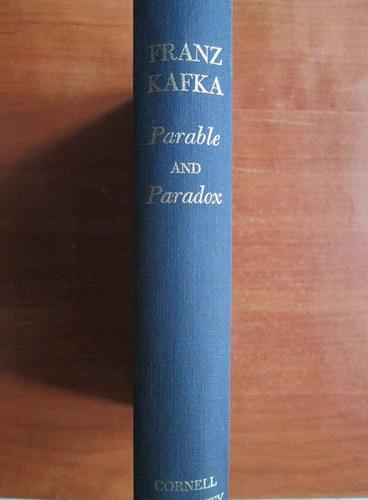 FRANZ
KAFKA
Parable
AND
Paradox
CORNELL